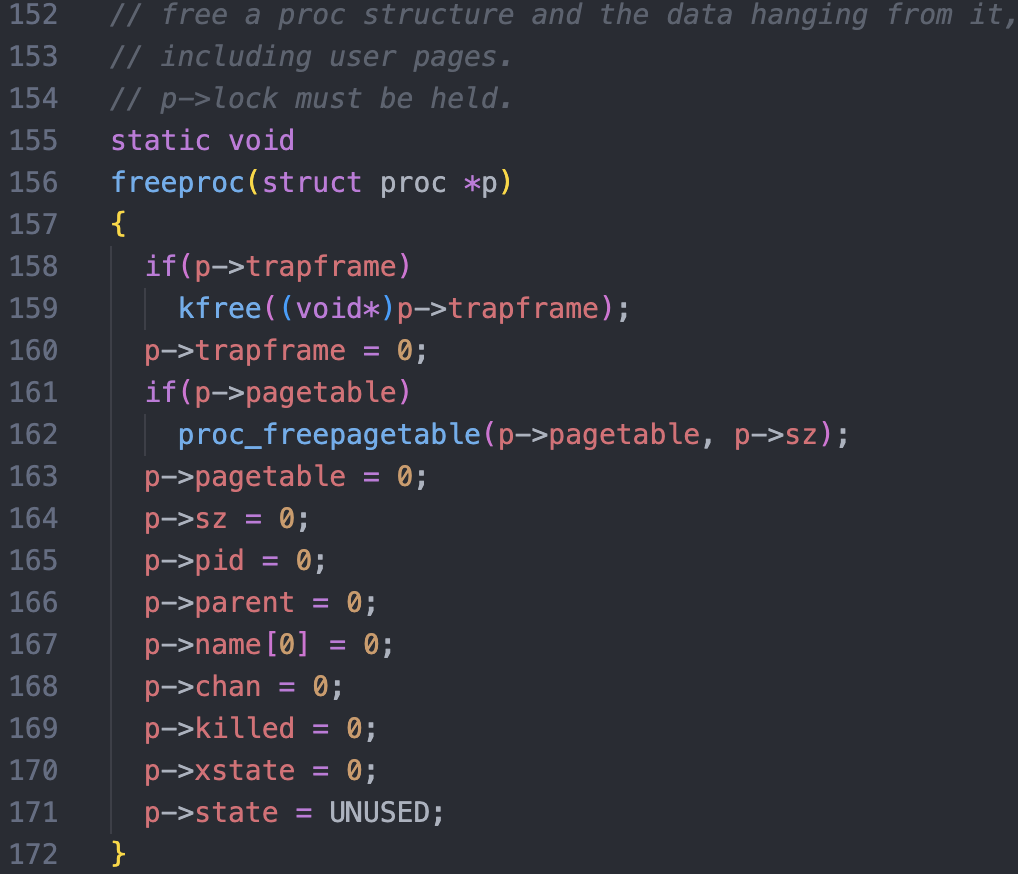 152 // free a proc structure and the data hanging from it,
153 // including user pages.
154 // p->lock must be held.
155 static void
156 freeproc(struct proc *p)
157 {
158   if(p->trapframe)
159     kfree((void*)p->trapframe);
160   p->trapframe = 0;
161   if(p->pagetable)
162     proc_freepagetable(p->pagetable, p->sz);
163   p->pagetable = 0;
164   p->sz = 0;
165   p->pid = 0;
166   p->parent = 0;
167   p->name[0] = 0;
168   p->chan = 0;
169   p->killed = 0;
170   p->xstate = 0;
171   p->state = UNUSED;
172 }